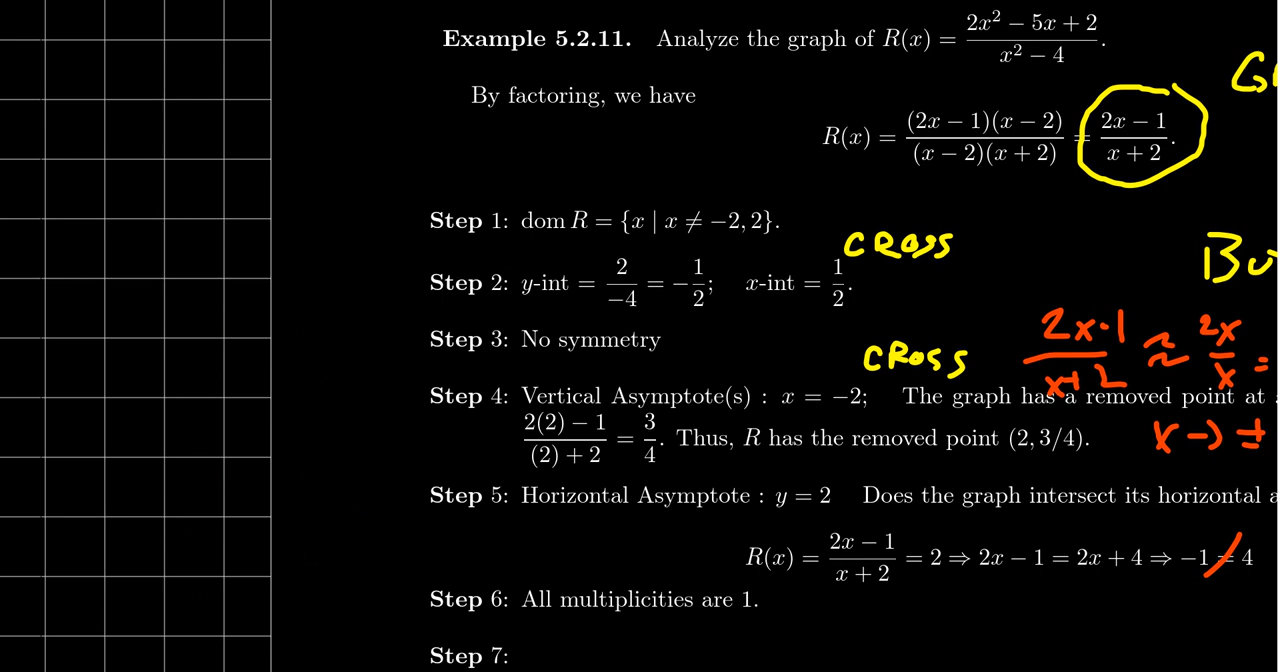 Example 5.2.11. Analyze the graph of R(x) = (2x² − 5x + 2)/(x² − 4).
By factoring, we have
R(x) = ((2x − 1)(x − 2))/((x − 2)(x + 2)) = (2x − 1)/(x + 2).
Step 1: dom R = {x | x ≠ −2, 2}.
CROSS
Step 2: y-int = 2/−4 = −1/2; x-int = 1/2.
(2x-1)/(x+2) ≈ 2x/x =
Step 3: No symmetry
CROSS
Step 4: Vertical Asymptote(s) : x = −2; The graph has a removed point at
(2(2) − 1)/((2) + 2) = 3/4. Thus, R has the removed point (2, 3/4).
x → ±
Step 5: Horizontal Asymptote : y = 2 Does the graph intersect its horizontal
R(x) = (2x − 1)/(x + 2) = 2 ⇒ 2x − 1 = 2x + 4 ⇒ −1 = 4
Step 6: All multiplicities are 1.
Step 7: